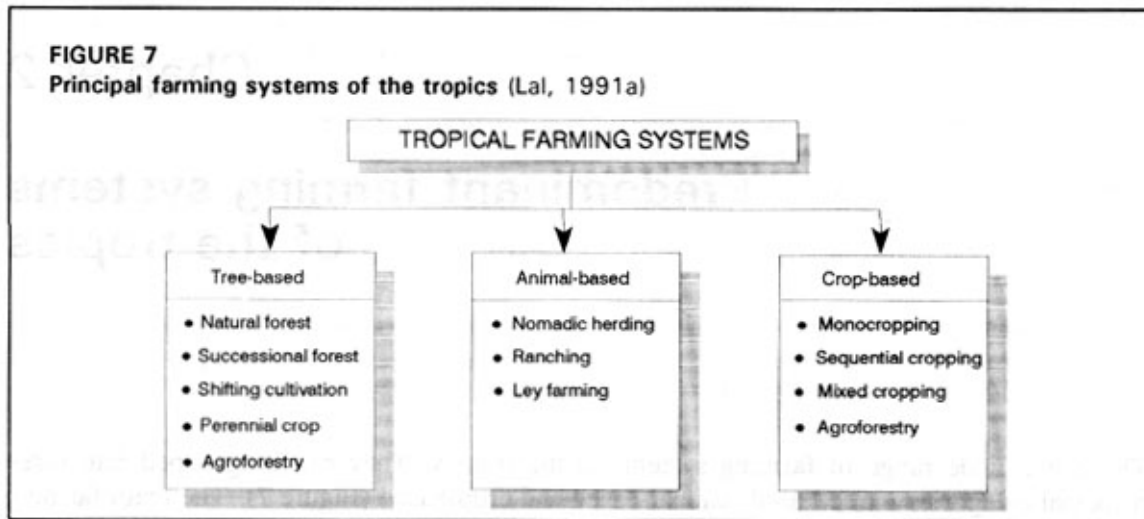 FIGURE 7
Principal farming systems of the tropics (Lal, 1991a)
TROPICAL FARMING SYSTEMS
Tree-based
• Natural forest
• Successional forest
• Shifting cultivation
• Perennial crop
• Agroforestry
Animal-based
• Nomadic herding
• Ranching
• Ley farming
Crop-based
• Monocropping
• Sequential cropping
• Mixed cropping
• Agroforestry